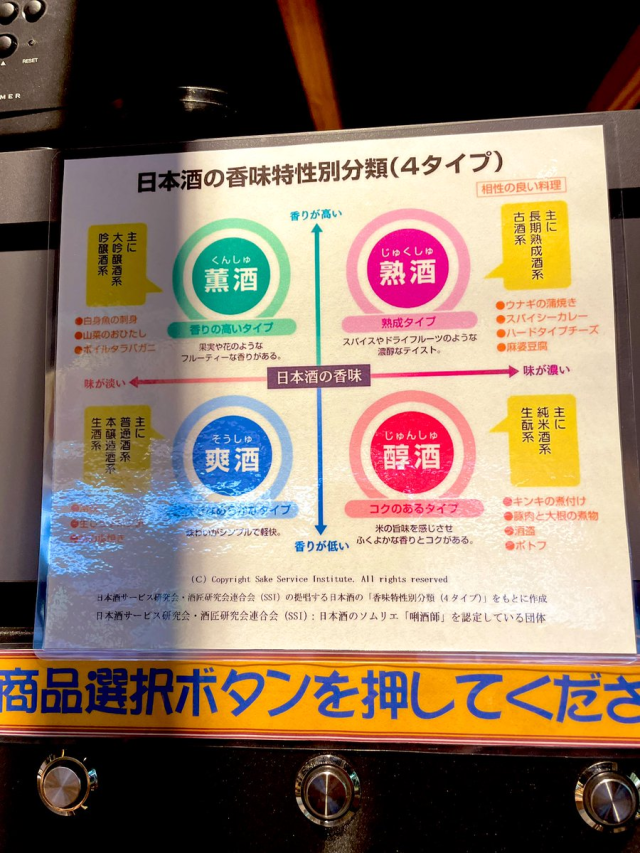 RESET
MER
日本酒の香味特性別分類(4タイプ)
相性の良い料理
香りが高い
主に
大吟醸酒系
吟醸酒系
くんしゅ
薫酒
香りの高いタイプ
果実や花のような
フルーティーな香りがある。
●白身魚の刺身
●山菜のおひたし
●ボイルタラバガニ
じゅくしゅ
熟酒
熟成タイプ
スパイスやドライフルーツのような
濃醇なテイスト。
主に
長期熟成酒系
古酒系
●ウナギの蒲焼き
●スパイシーカレー
●ハードタイプチーズ
●麻婆豆腐
味が淡い
日本酒の香味
味が濃い
主に
普通酒系
本醸造酒系
生酒系
そうしゅ
爽酒
なめらかなタイプ
味わいがシンプルで軽快。
じゅんしゅ
醇酒
コクのあるタイプ
米の旨味を感じさせ
ふくよかな香りとコクがある。
主に
純米酒系
生酛系
●キンキの煮付け
●豚肉と大根の煮物
●酒盗
●ポトフ
香りが低い
(C) Copyright Sake Service Institute. All rights reserved
日本酒サービス研究会・酒匠研究会連合会(SSI)の提唱する日本酒の「香味特性別分類(4タイプ)」をもとに作成
日本酒サービス研究会・酒匠研究会連合会(SSI):日本酒のソムリエ「唎酒師」を認定している団体
商品選択ボタンを押してくださ